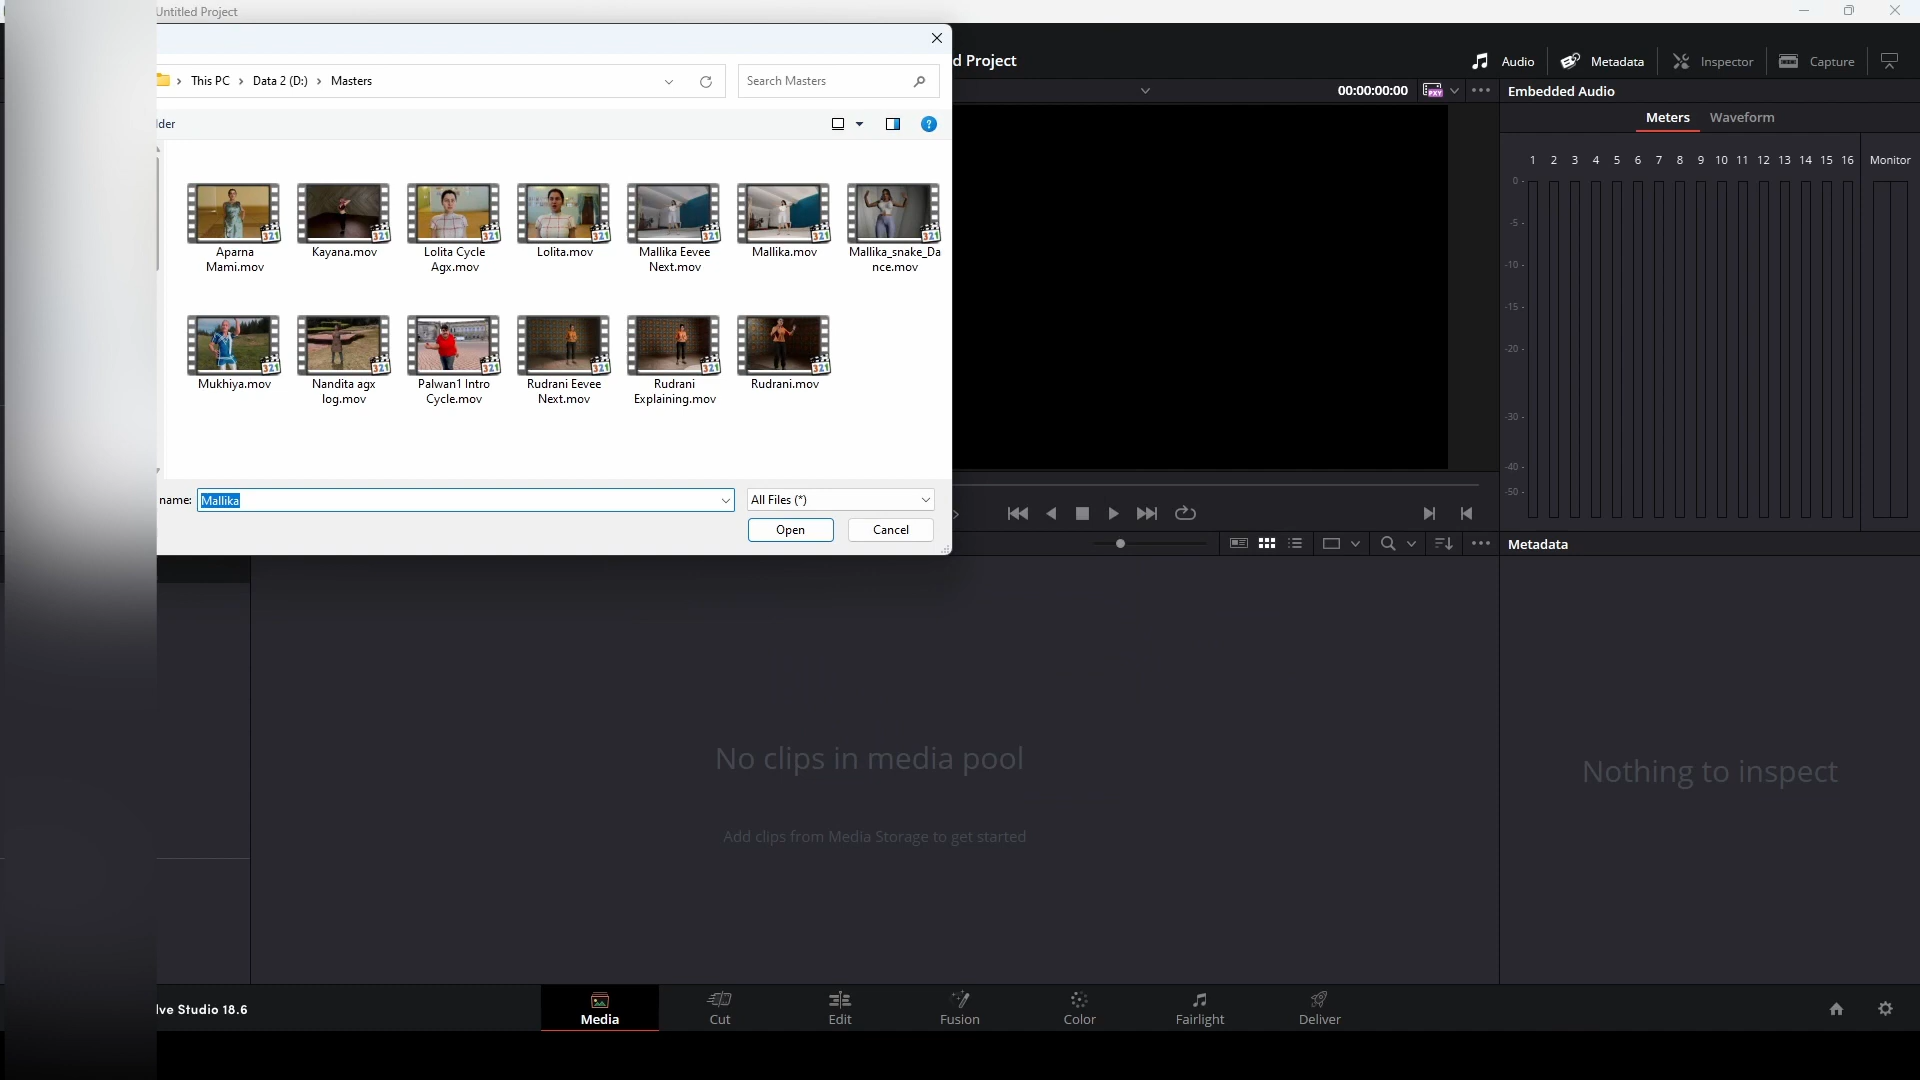 Untitled Project
d Project
Audio
Metadata
Inspector
Capture
This PC
Data 2 (D:)
Masters
Search Masters
00:00:00:00
PXY
Embedded Audio
lder
Meters
Waveform
1 2 3 4 5 6 7 8 9 10 11 12 13 14 15 16 Monitor
0
-5
-10
-15
-20
-30
-40
-50
Aparna
Mami.mov
Kayana.mov
Lolita Cycle
Agx.mov
Lolita.mov
Mallika Eevee
Next.mov
Mallika.mov
Mallika_snake_Da
nce.mov
Mukhiya.mov
Nandita agx
log.mov
Palwan1 Intro
Cycle.mov
Rudrani Eevee
Next.mov
Rudrani
Explaining.mov
Rudrani.mov
name:
Mallika
All Files (*)
Open
Cancel
Metadata
No clips in media pool
Add clips from Media Storage to get started
Nothing to inspect
lve Studio 18.6
Media
Cut
Edit
Fusion
Color
Fairlight
Deliver